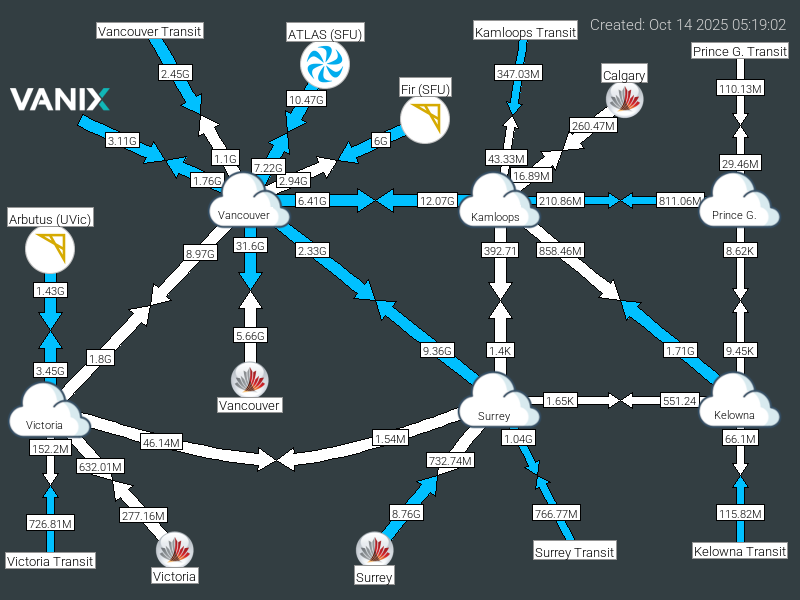 Created: Oct 14 2025 05:19:02
Vancouver Transit
ATLAS (SFU)
Kamloops Transit
Prince G. Transit
2.45G
347.03M
Calgary
Fir (SFU)
110.13M
VANIX
10.47G
260.47M
3.11G
6G
1.1G
43.33M
29.46M
7.22G
16.89M
1.76G
2.94G
6.41G
12.07G
210.86M
811.06M
Vancouver
Kamloops
Prince G.
Arbutus (UVic)
8.97G
31.6G
2.33G
392.71
858.46M
8.62K
1.43G
5.66G
1.8G
9.36G
1.4K
1.71G
9.45K
3.45G
Vancouver
1.65K
551.24
Victoria
Surrey
Kelowna
152.2M
46.14M
1.54M
1.04G
66.1M
632.01M
732.74M
277.16M
8.76G
766.77M
115.82M
726.81M
Victoria Transit
Victoria
Surrey
Surrey Transit
Kelowna Transit